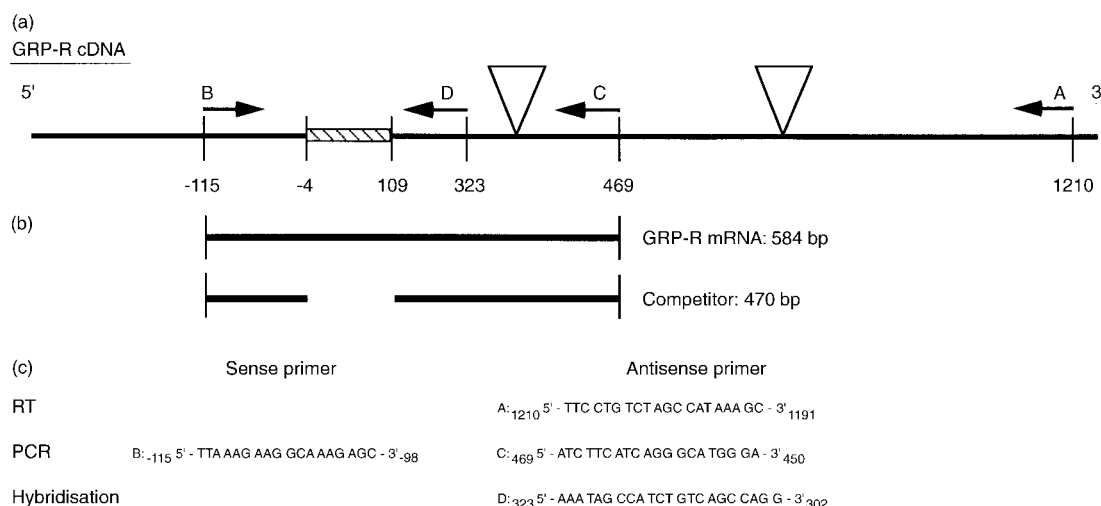 (a)
GRP-R cDNA
5' B D C A 3
-115 -4 109 323 469 1210
(b)
GRP-R mRNA: 584 bp
Competitor: 470 bp
(c) Sense primer Antisense primer
RT A:1210 5' - TTC CTG TCT AGC CAT AAA GC - 3'1191
PCR B:-115 5' - TTA AAG AAG GCA AAG AGC - 3'-98 C:469 5' - ATC TTC ATC AGG GCA TGG GA - 3'450
Hybridisation D:323 5' - AAA TAG CCA TCT GTC AGC CAG G - 3'302